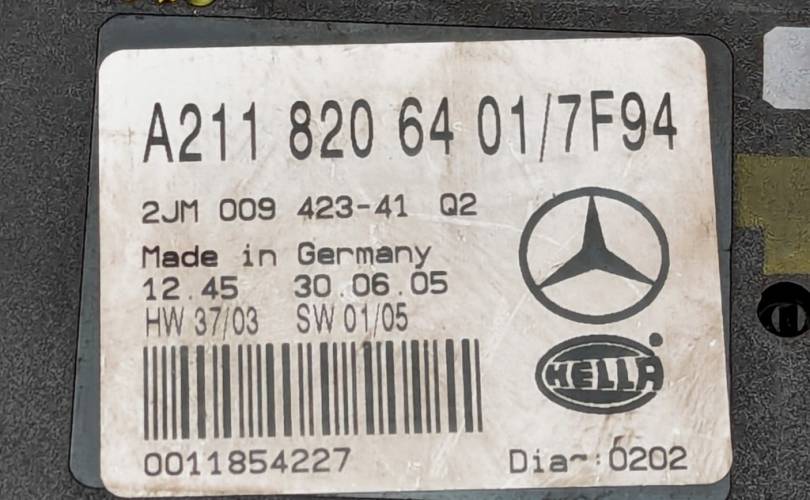 A211 820 64 01/7F94
2JM 009 423-41 Q2
Made in Germany
12.45 30.06.05
HW 37/03 SW 01/05
HELLA
0011854227 Dia~: 0202